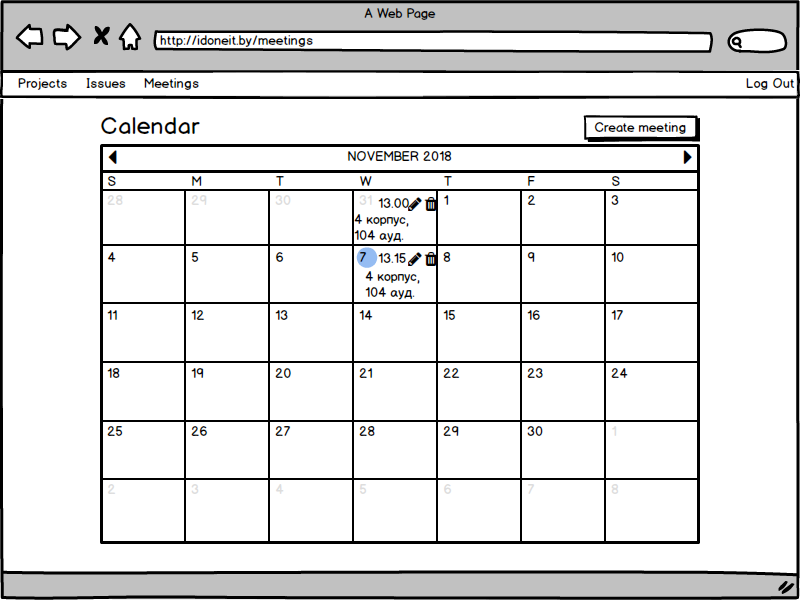 A Web Page
http://idoneit.by/meetings
Projects Issues Meetings Log Out
Calendar Create meeting
NOVEMBER 2018
S M T W T F S
28 29 30 31 13.00 1 2 3
4 корпус,
104 ауд.
4 5 6 7 13.15 8 9 10
4 корпус,
104 ауд.
11 12 13 14 15 16 17
18 19 20 21 22 23 24
25 26 27 28 29 30 1
2 3 4 5 6 7 8